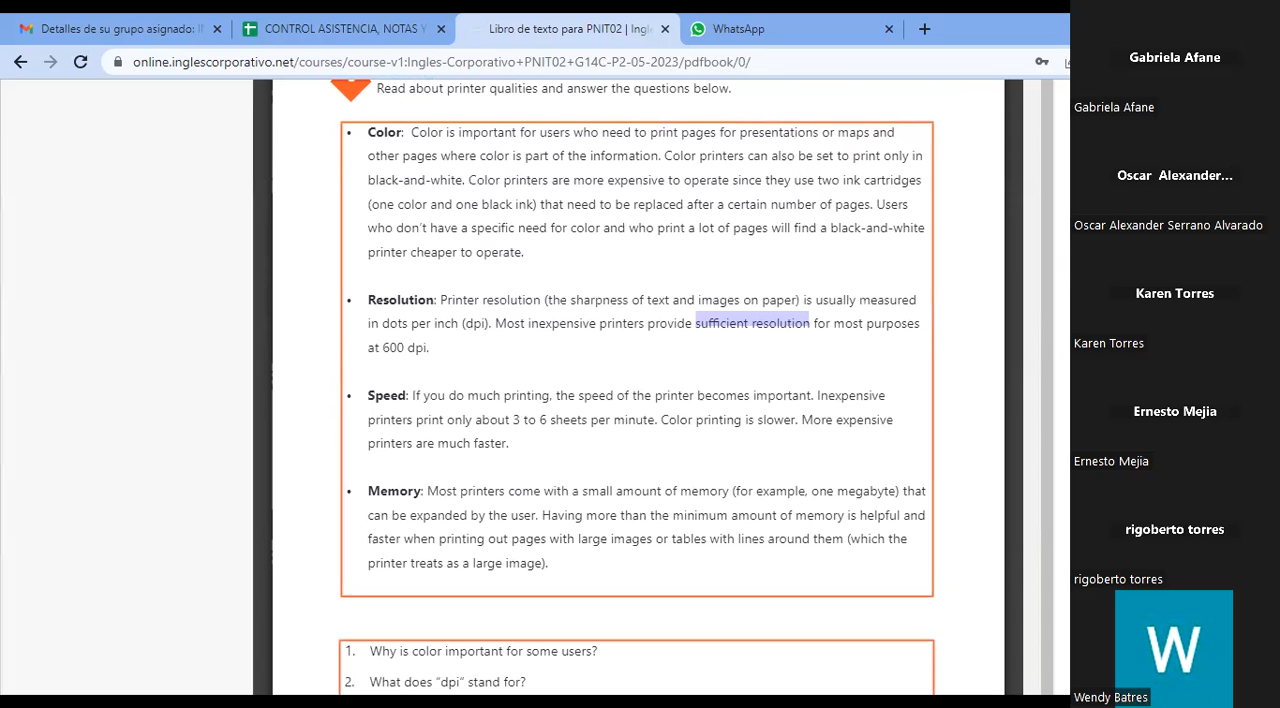 Detalles de su grupo asignado: I
CONTROL ASISTENCIA, NOTAS Y
Libro de texto para PNIT02 | Ingl
WhatsApp
online.inglescorporativo.net/courses/course-v1:Ingles-Corporativo+PNIT02+G14C-P2-05-2023/pdfbook/0/
Read about printer qualities and answer the questions below.
• Color: Color is important for users who need to print pages for presentations or maps and
other pages where color is part of the information. Color printers can also be set to print only in
black-and-white. Color printers are more expensive to operate since they use two ink cartridges
(one color and one black ink) that need to be replaced after a certain number of pages. Users
who don't have a specific need for color and who print a lot of pages will find a black-and-white
printer cheaper to operate.
• Resolution: Printer resolution (the sharpness of text and images on paper) is usually measured
in dots per inch (dpi). Most inexpensive printers provide sufficient resolution for most purposes
at 600 dpi.
• Speed: If you do much printing, the speed of the printer becomes important. Inexpensive
printers print only about 3 to 6 sheets per minute. Color printing is slower. More expensive
printers are much faster.
• Memory: Most printers come with a small amount of memory (for example, one megabyte) that
can be expanded by the user. Having more than the minimum amount of memory is helpful and
faster when printing out pages with large images or tables with lines around them (which the
printer treats as a large image).
1. Why is color important for some users?
2. What does "dpi" stand for?
Gabriela Afane
Gabriela Afane
Oscar Alexander...
Oscar Alexander Serrano Alvarado
Karen Torres
Karen Torres
Ernesto Mejia
Ernesto Mejia
rigoberto torres
rigoberto torres
W
Wendy Batres